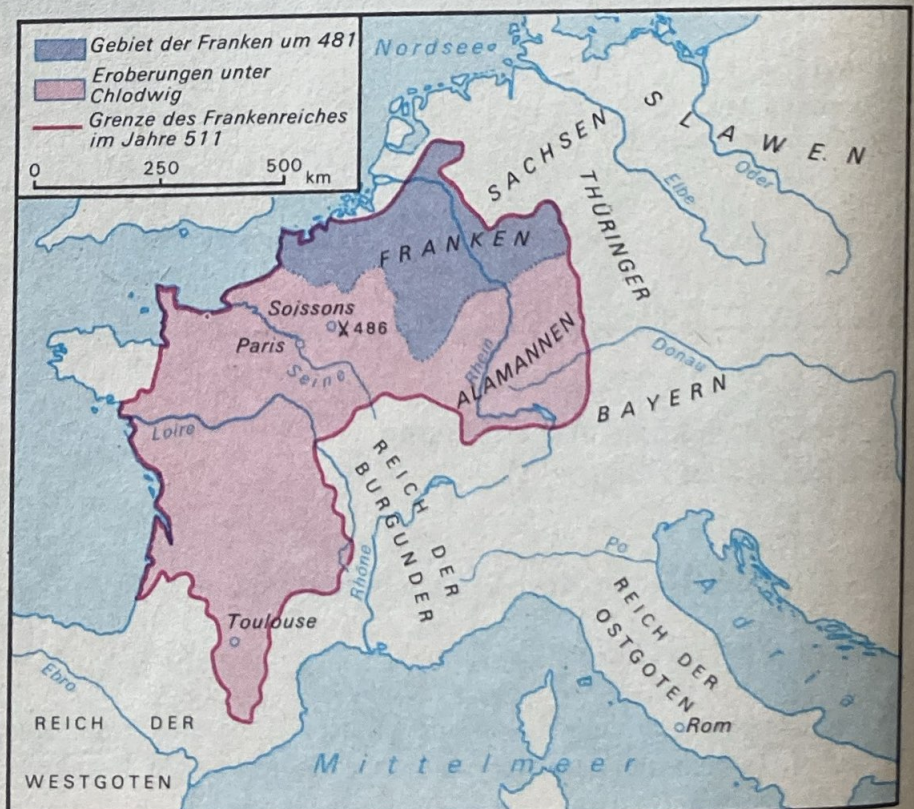 Gebiet der Franken um 481
Eroberungen unter
Chlodwig
Grenze des Frankenreiches
im Jahre 511
0 250 500 km
Nordsee
SLAWEN
SACHSEN
Oder
Elbe
THÜRINGER
FRANKEN
Soissons
486
Paris
Seine
Rhein
ALAMANNEN
Donau
BAYERN
Loire
REICH DER
BURGUNDER
Rhône
Po
Adria
REICH DER
OSTGOTEN
Toulouse
Ebro
REICH DER
WESTGOTEN
Rom
Mittelmeer